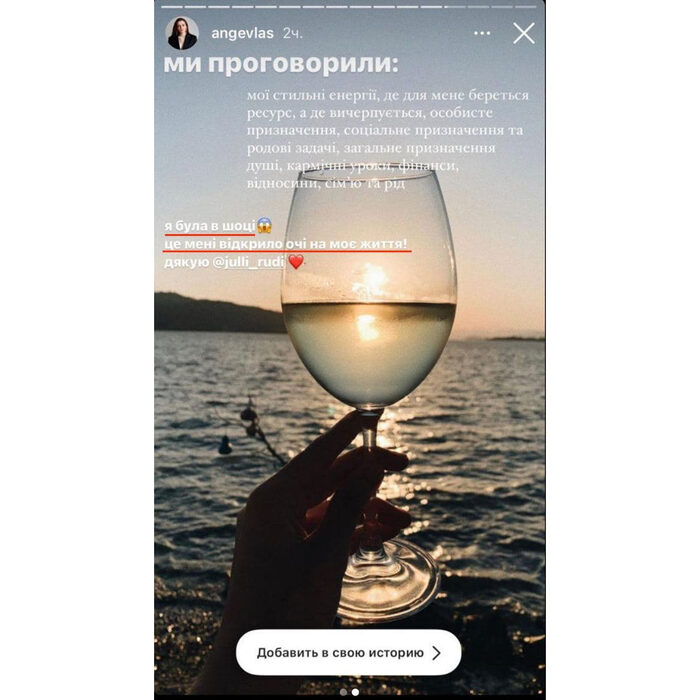 angevlas 2ч.
ми проговорили:
мої стильні енергії, де для мене береться
ресурс, а де вичерпується, особисте
призначення, соціальне призначення та
родові задачі, загальне призначення
душі, кармічні уроки, фінанси,
відносини, сімʼю та рід
я була в шоці😱
це мені відкрило очі на моє життя!
дякую @julli_rudi ❤️
Добавить в свою историю